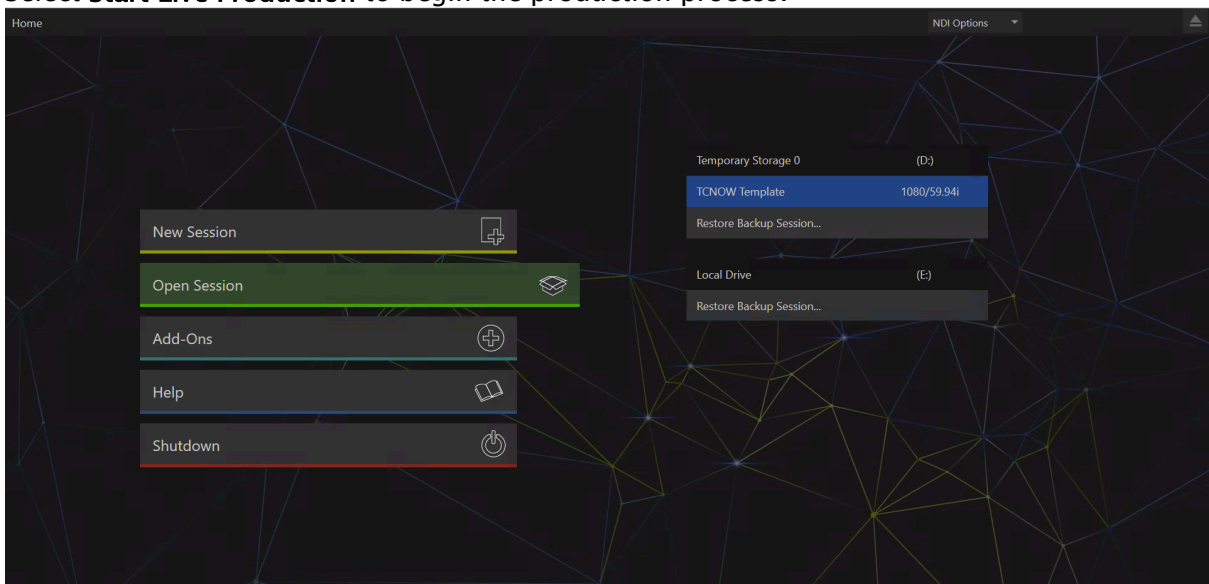 Select Start Live Production to begin the production process.
Home
NDI Options
New Session
Open Session
Add-Ons
Help
Shutdown
Temporary Storage 0 (D:)
TCNOW Template 1080/59.94i
Restore Backup Session...
Local Drive (E:)
Restore Backup Session...